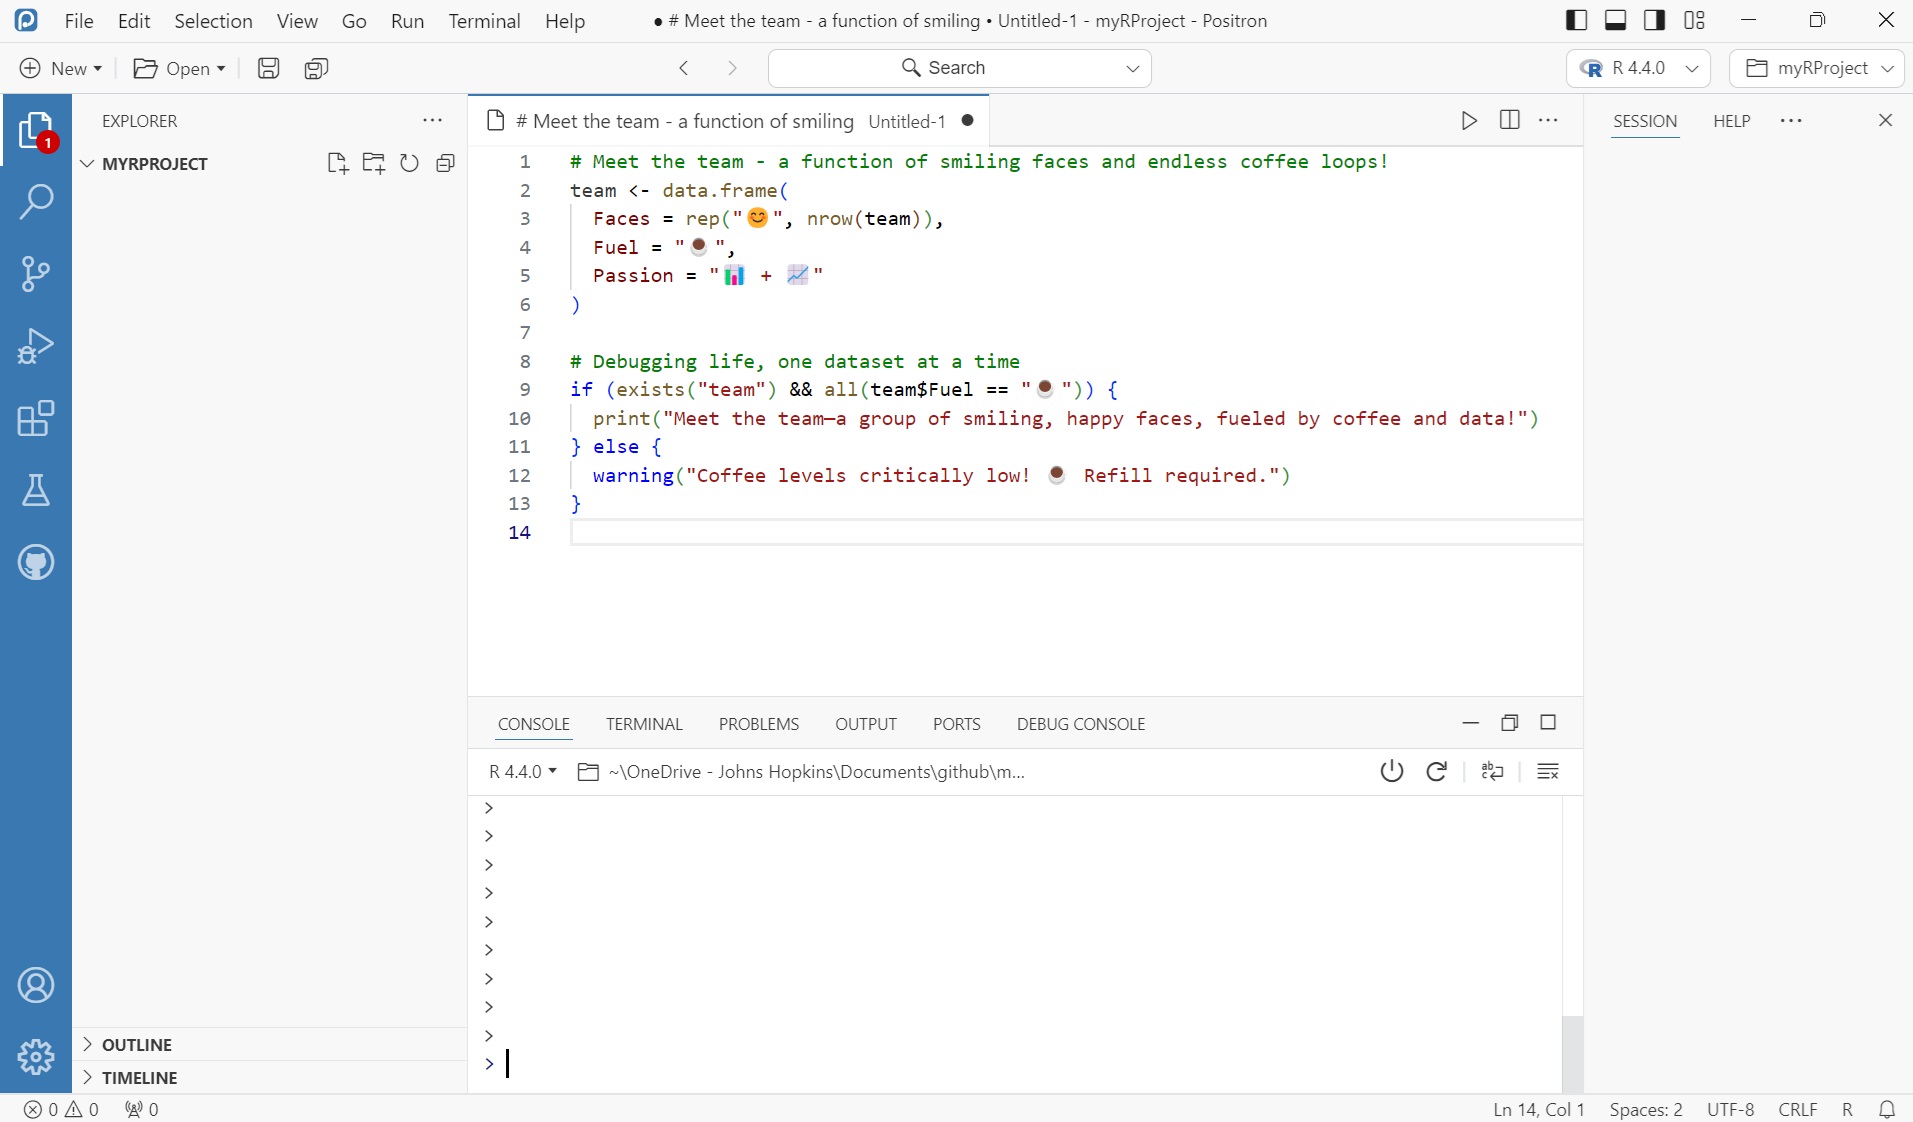 File Edit Selection View Go Run Terminal Help ● # Meet the team - a function of smiling • Untitled-1 - myRProject - Positron
New Open Search R 4.4.0 myRProject
EXPLORER
1
MYRPROJECT
# Meet the team - a function of smiling Untitled-1 ●
SESSION HELP
1 # Meet the team - a function of smiling faces and endless coffee loops!
2 team <- data.frame(
3 Faces = rep("😊", nrow(team)),
4 Fuel = "☕",
5 Passion = "📊 + 📈"
6 )
7
8 # Debugging life, one dataset at a time
9 if (exists("team") && all(team$Fuel == "☕")) {
10 print("Meet the team—a group of smiling, happy faces, fueled by coffee and data!")
11 } else {
12 warning("Coffee levels critically low! ☕ Refill required.")
13 }
14
CONSOLE TERMINAL PROBLEMS OUTPUT PORTS DEBUG CONSOLE
R 4.4.0 ~\OneDrive - Johns Hopkins\Documents\github\m...
>
>
>
>
>
>
>
>
>
>
OUTLINE
TIMELINE
0 0 0 Ln 14, Col 1 Spaces: 2 UTF-8 CRLF R